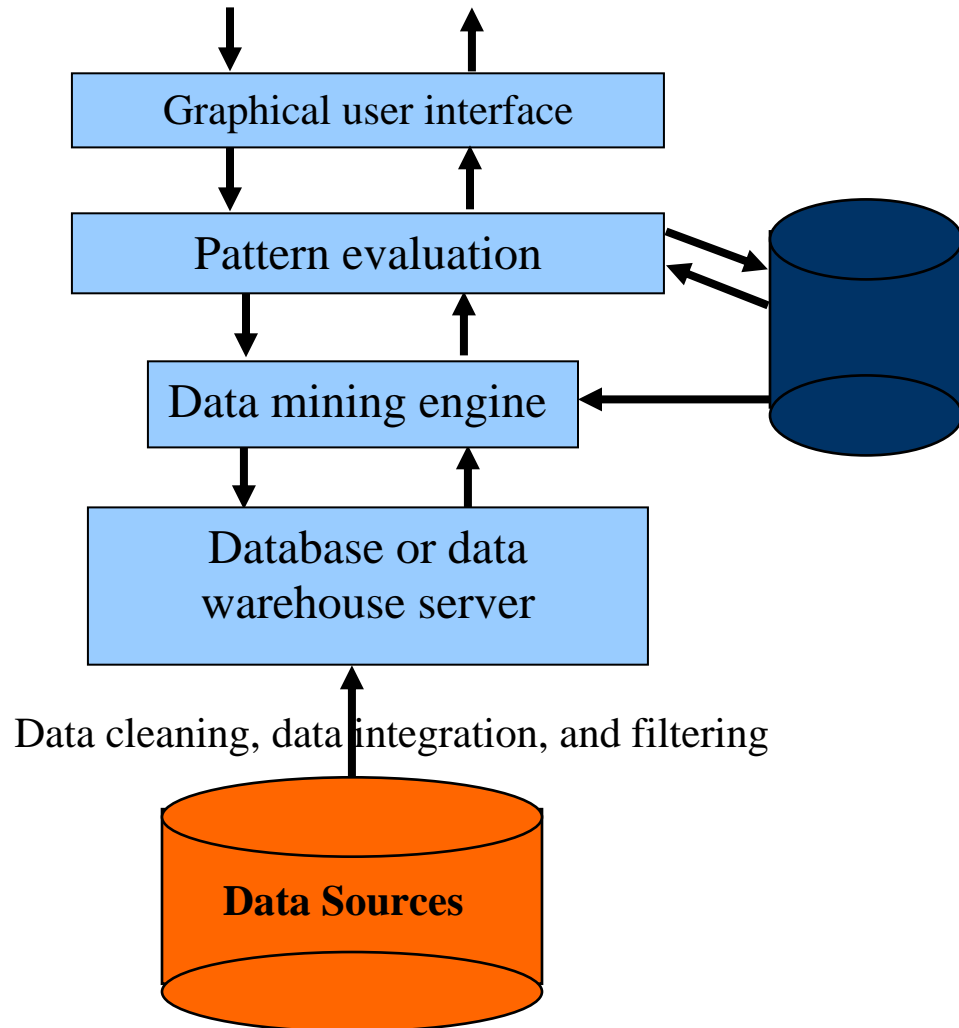 Graphical user interface
Pattern evaluation
Data mining engine
Database or data
warehouse server
Data cleaning, data integration, and filtering
Data Sources